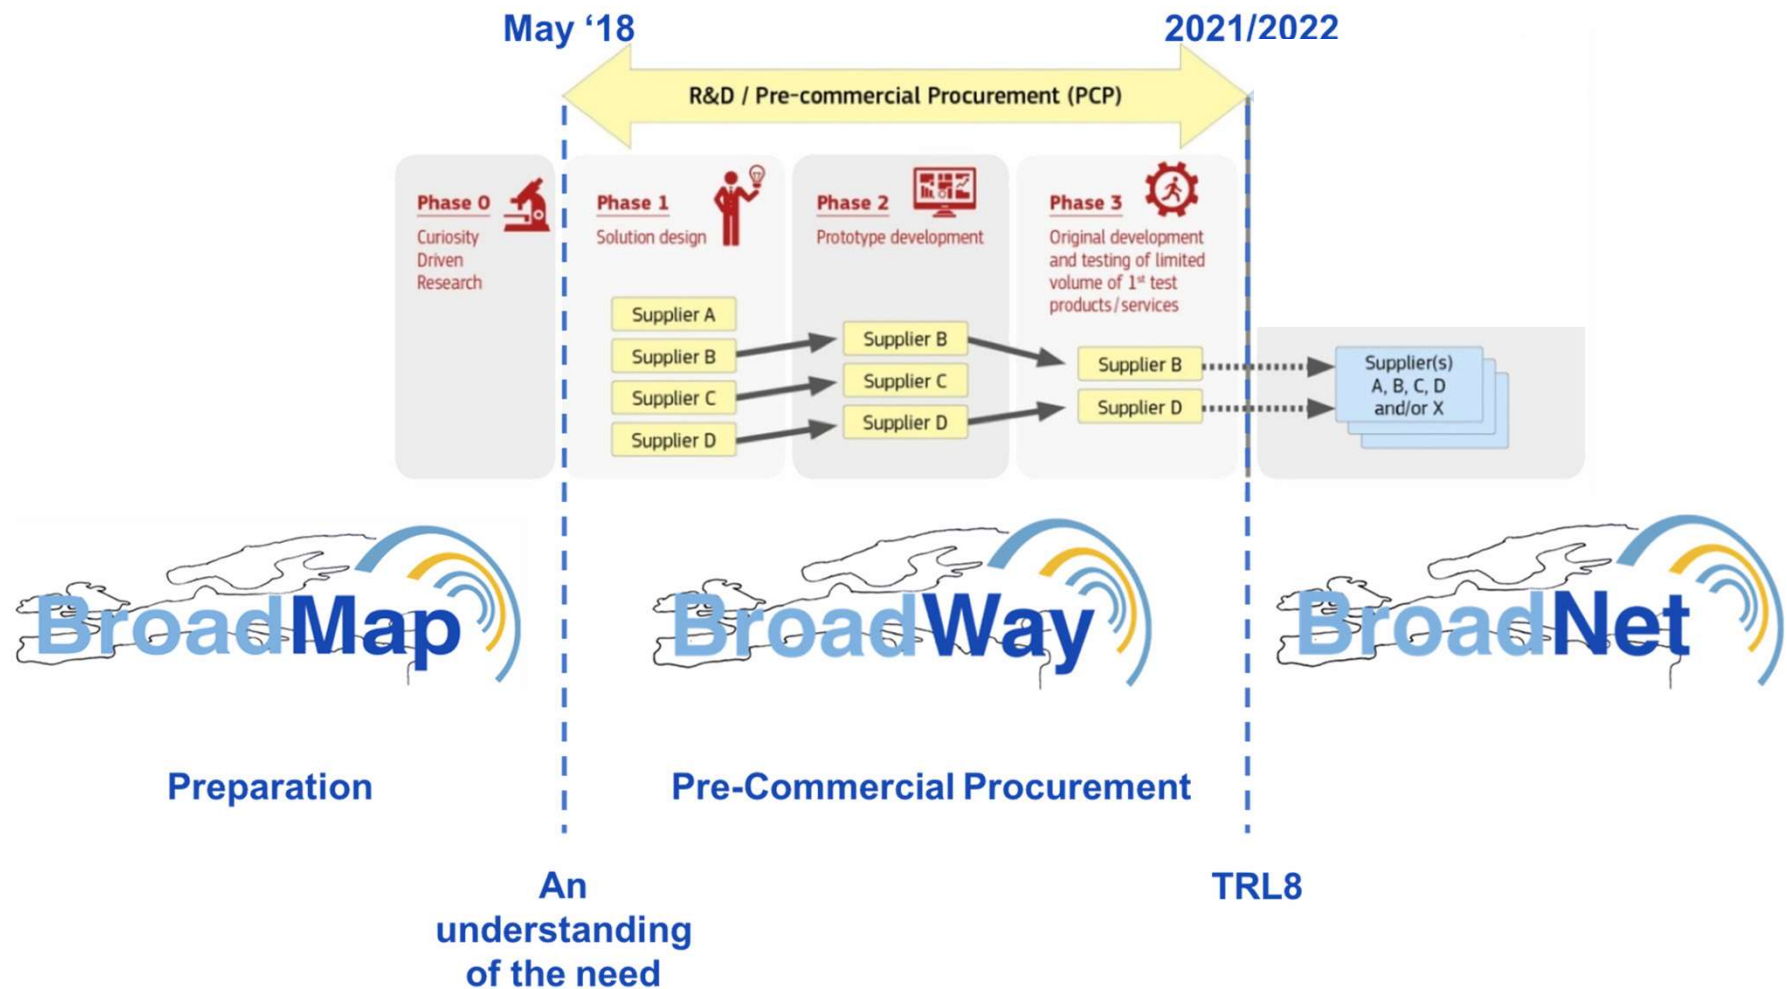 May ‘18
2021/2022
R&D / Pre-commercial Procurement (PCP)
Phase 0
Curiosity
Driven
Research
Phase 1
Solution design
Supplier A
Supplier B
Supplier C
Supplier D
Phase 2
Prototype development
Supplier B
Supplier C
Supplier D
Phase 3
Original development
and testing of limited
volume of 1st test
products/services
Supplier B
Supplier D
Supplier(s)
A, B, C, D
and/or X
BroadMap
BroadWay
BroadNet
Preparation
Pre-Commercial Procurement
An
understanding
of the need
TRL8